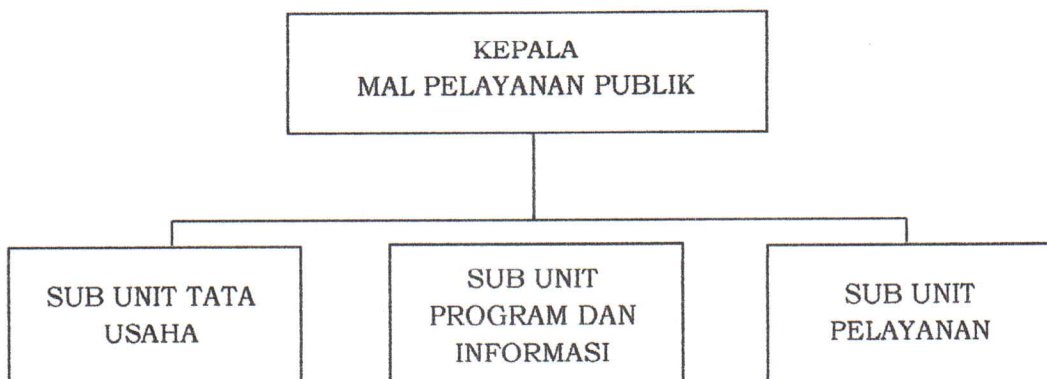 KEPALA
MAL PELAYANAN PUBLIK
SUB UNIT TATA
USAHA
SUB UNIT
PROGRAM DAN
INFORMASI
SUB UNIT
PELAYANAN